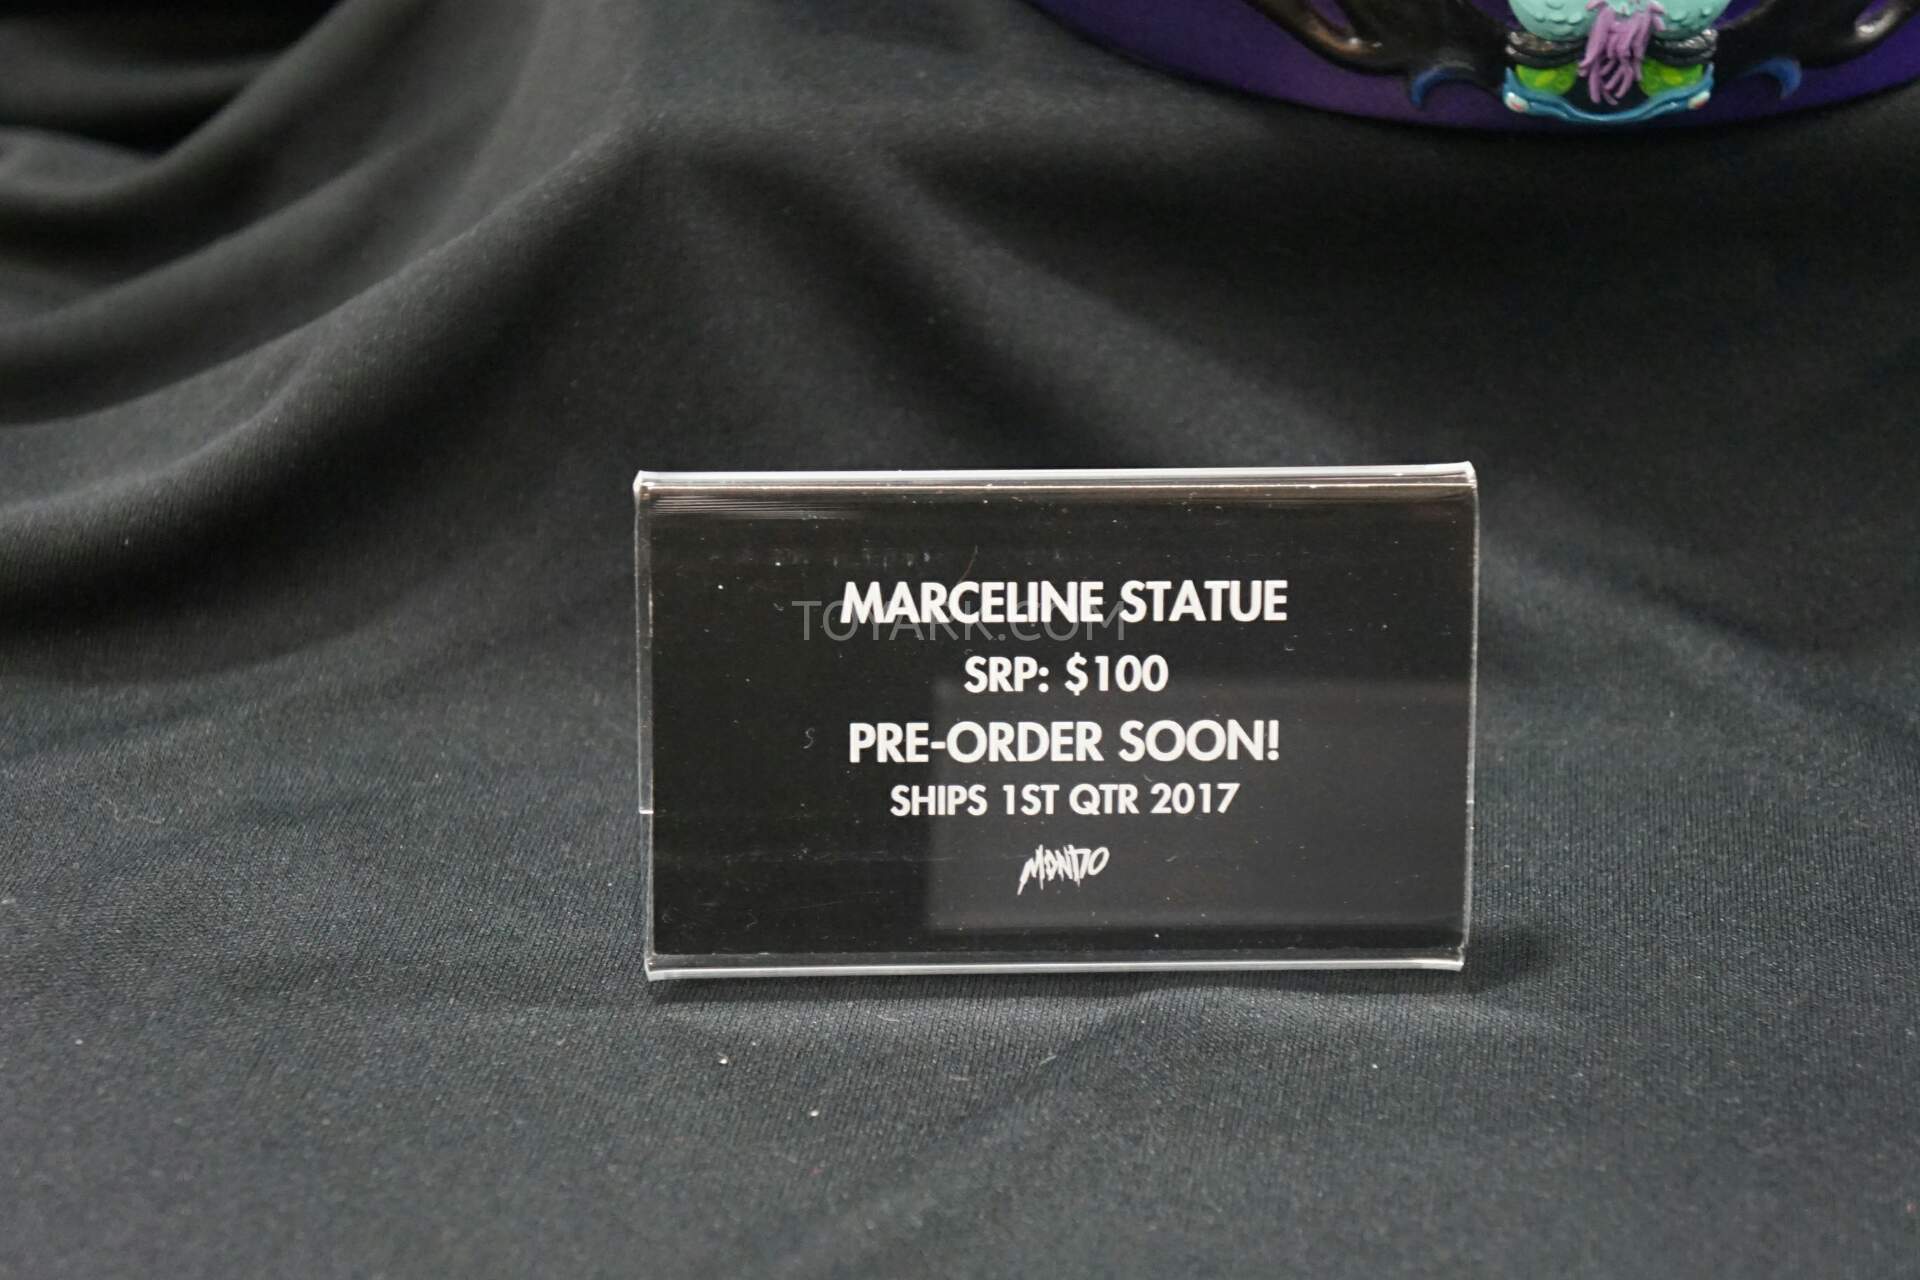 MARCELINE STATUE
TOYARK.COM
SRP: $100
PRE-ORDER SOON!
SHIPS 1ST QTR 2017
MONDO